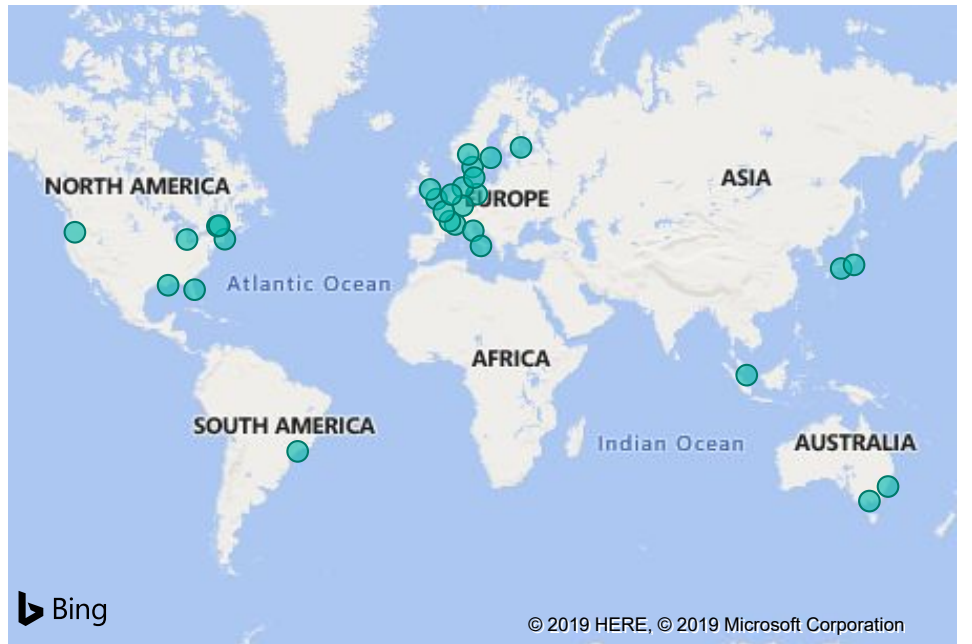 NORTH AMERICA
ASIA
EUROPE
Atlantic Ocean
AFRICA
SOUTH AMERICA
Indian Ocean
AUSTRALIA
Bing
© 2019 HERE, © 2019 Microsoft Corporation